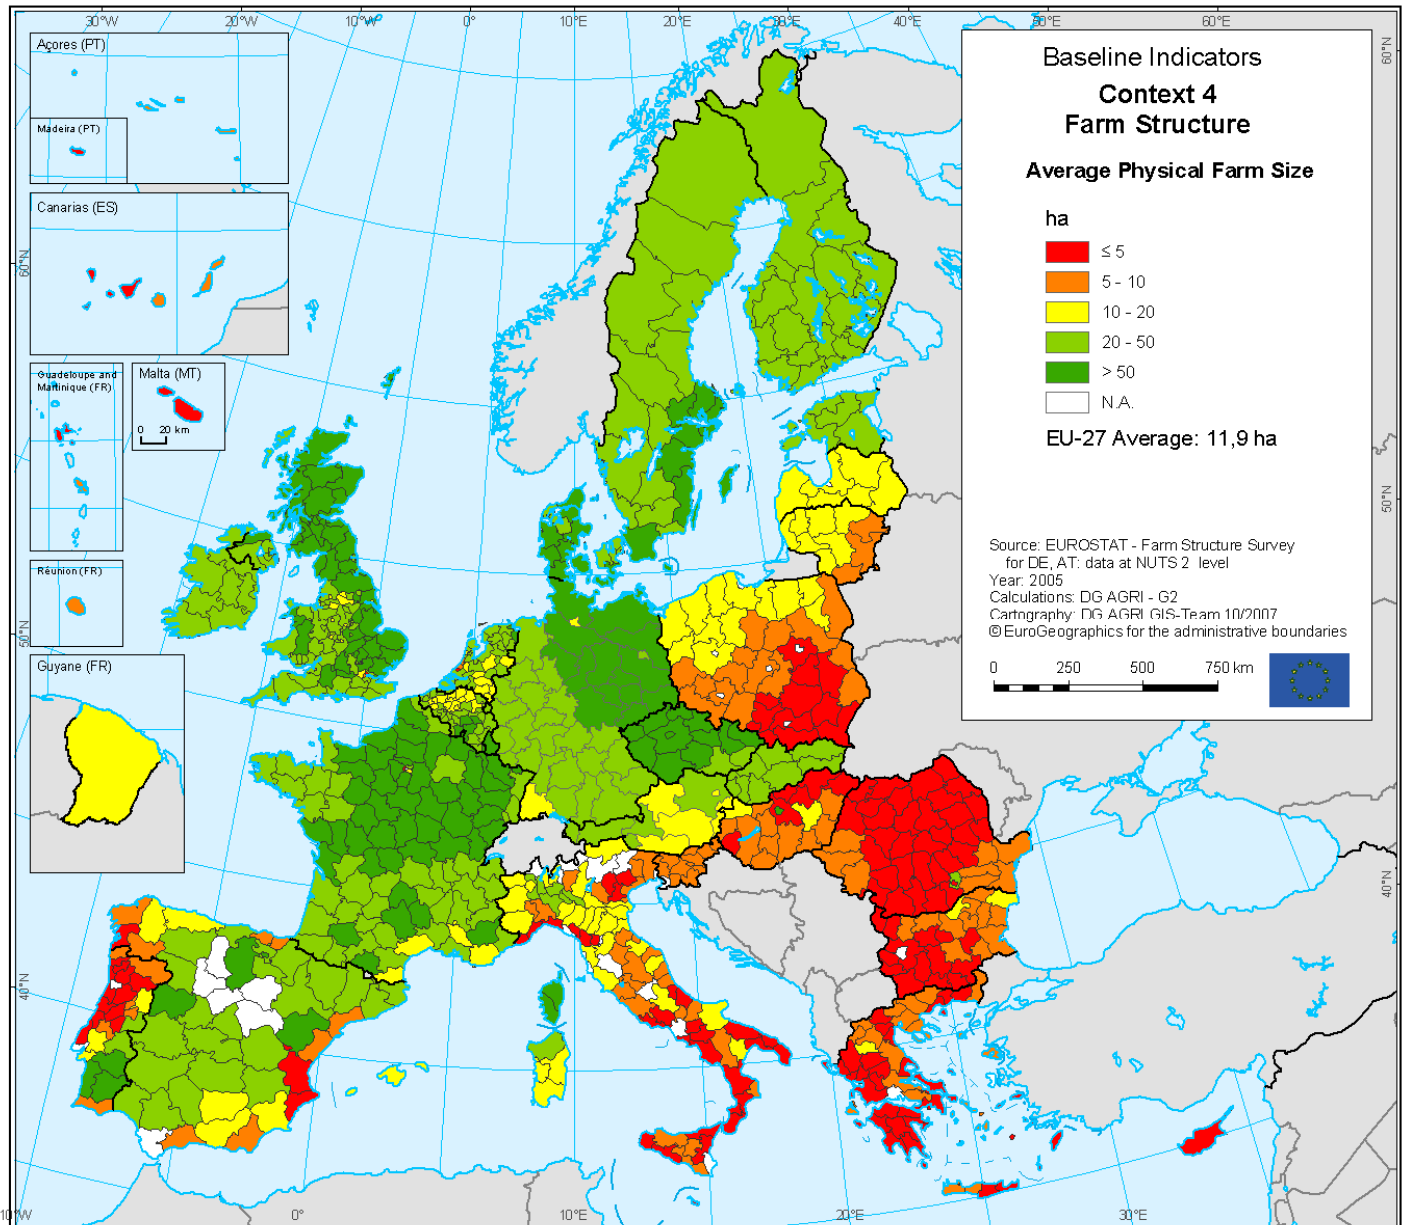 30°W 20°W 10°W 0° 10°E 20°E 30°E 40°E 50°E 60°E
Açores (PT)
Madeira (PT)
Canarias (ES)
Guadeloupe and
Martinique (FR)
Malta (MT)
0 20 km
Réunion (FR)
Guyane (FR)
60°N
50°N
40°N
Baseline Indicators
Context 4
Farm Structure
Average Physical Farm Size
ha
≤ 5
5 - 10
10 - 20
20 - 50
> 50
N.A.
EU-27 Average: 11,9 ha
Source: EUROSTAT - Farm Structure Survey
for DE, AT: data at NUTS 2 level
Year: 2005
Calculations: DG AGRI - G2
Cartography: DG AGRI GIS-Team 10/2007
© EuroGeographics for the administrative boundaries
0 250 500 750 km
60°N
50°N
40°N
10°W 0° 10°E 20°E 30°E